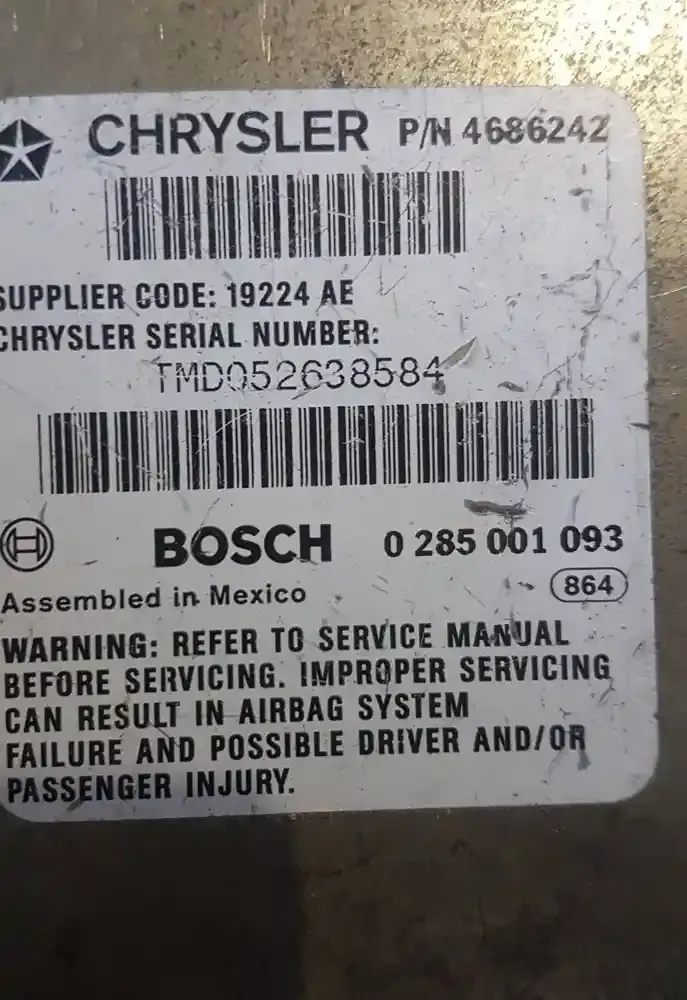 CHRYSLER P/N 4686242
SUPPLIER CODE: 19224 AE
CHRYSLER SERIAL NUMBER:
TMD052638584
BOSCH 0 285 001 093
Assembled in Mexico 864
WARNING: REFER TO SERVICE MANUAL
BEFORE SERVICING. IMPROPER SERVICING
CAN RESULT IN AIRBAG SYSTEM
FAILURE AND POSSIBLE DRIVER AND/OR
PASSENGER INJURY.